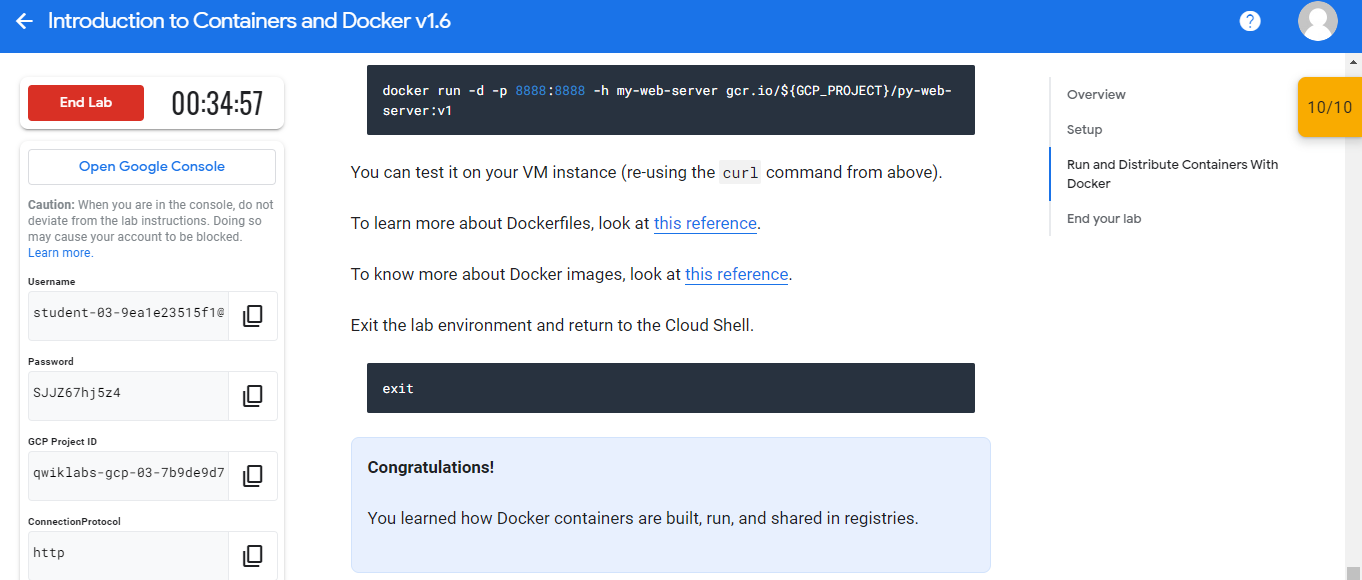 Introduction to Containers and Docker v1.6
?
End Lab
00:34:57
Open Google Console
Caution: When you are in the console, do not
deviate from the lab instructions. Doing so
may cause your account to be blocked.
Learn more.
Username
student-03-9ea1e23515f1@
Password
SJJZ67hj5z4
GCP Project ID
qwiklabs-gcp-03-7b9de9d7
ConnectionProtocol
http
docker run -d -p 8888:8888 -h my-web-server gcr.io/${GCP_PROJECT}/py-web-
server:v1
You can test it on your VM instance (re-using the curl command from above).
To learn more about Dockerfiles, look at this reference.
To know more about Docker images, look at this reference.
Exit the lab environment and return to the Cloud Shell.
exit
Congratulations!
You learned how Docker containers are built, run, and shared in registries.
Overview
Setup
Run and Distribute Containers With
Docker
End your lab
10/10